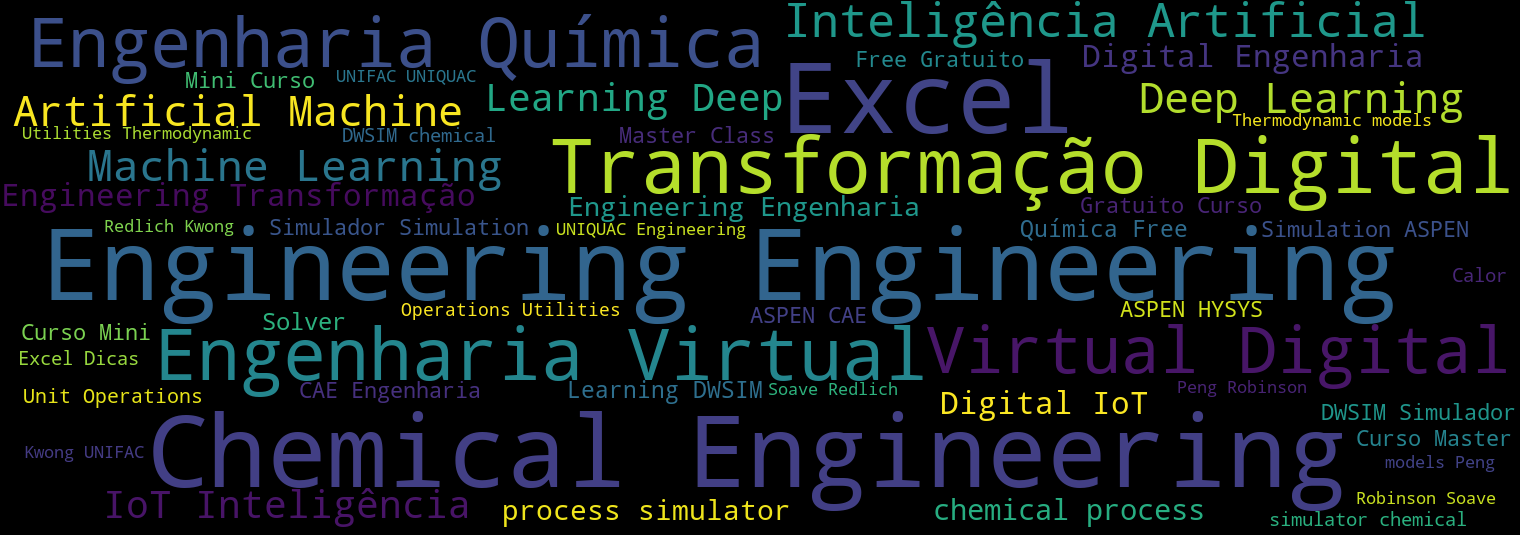 Engenharia Química
Inteligência Artificial
Free Gratuito
Digital Engenharia
Mini Curso
UNIFAC UNIQUAC
Excel
Artificial Machine
Learning Deep
Deep Learning
Utilities Thermodynamic
DWSIM chemical
Master Class
Thermodynamic models
Machine Learning
Transformação Digital
Engineering Transformação
Engineering Engenharia
Gratuito Curso
Redlich Kwong
Simulador Simulation
UNIQUAC Engineering
Química Free
Simulation ASPEN
Engineering Engineering
Calor
Operations Utilities
ASPEN CAE
ASPEN HYSYS
Curso Mini
Solver
Engenharia Virtual
Virtual Digital
Excel Dicas
Unit Operations
CAE Engenharia
Learning DWSIM
Soave Redlich
Digital IoT
Peng Robinson
DWSIM Simulador
Chemical Engineering
Curso Master
Kwong UNIFAC
models Peng
IoT Inteligência
process simulator
chemical process
Robinson Soave
simulator chemical